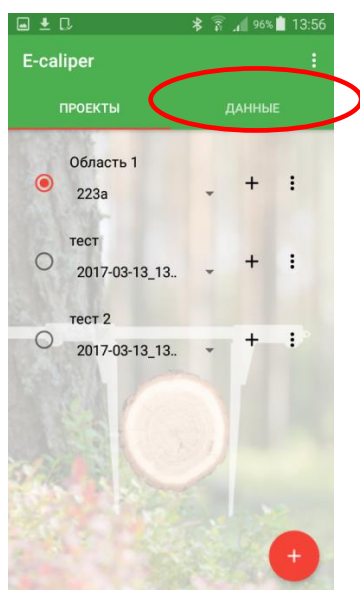 96% 13:56
E-caliper
ПРОЕКТЫ ДАННЫЕ
Область 1
223а
тест
2017-03-13_13..
тест 2
2017-03-13_13..